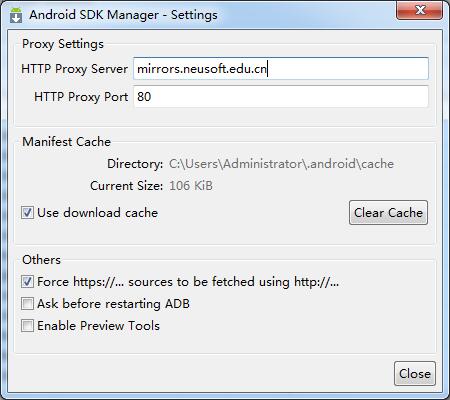 Android SDK Manager - Settings
Proxy Settings
HTTP Proxy Server mirrors.neusoft.edu.cn
HTTP Proxy Port 80
Manifest Cache
Directory: C:\Users\Administrator\.android\cache
Current Size: 106 KiB
Use download cache Clear Cache
Others
Force https://... sources to be fetched using http://...
Ask before restarting ADB
Enable Preview Tools
Close